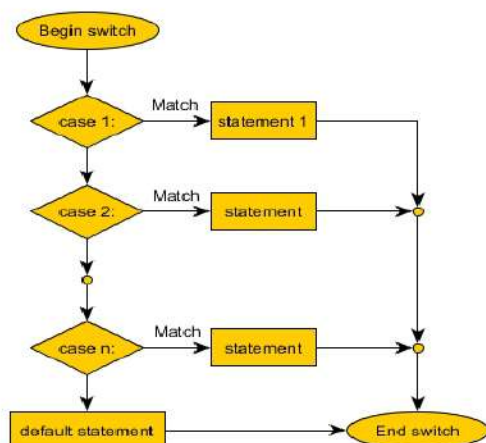 Begin switch
case 1:
Match
statement 1
case 2:
Match
statement
case n:
Match
statement
default statement
End switch